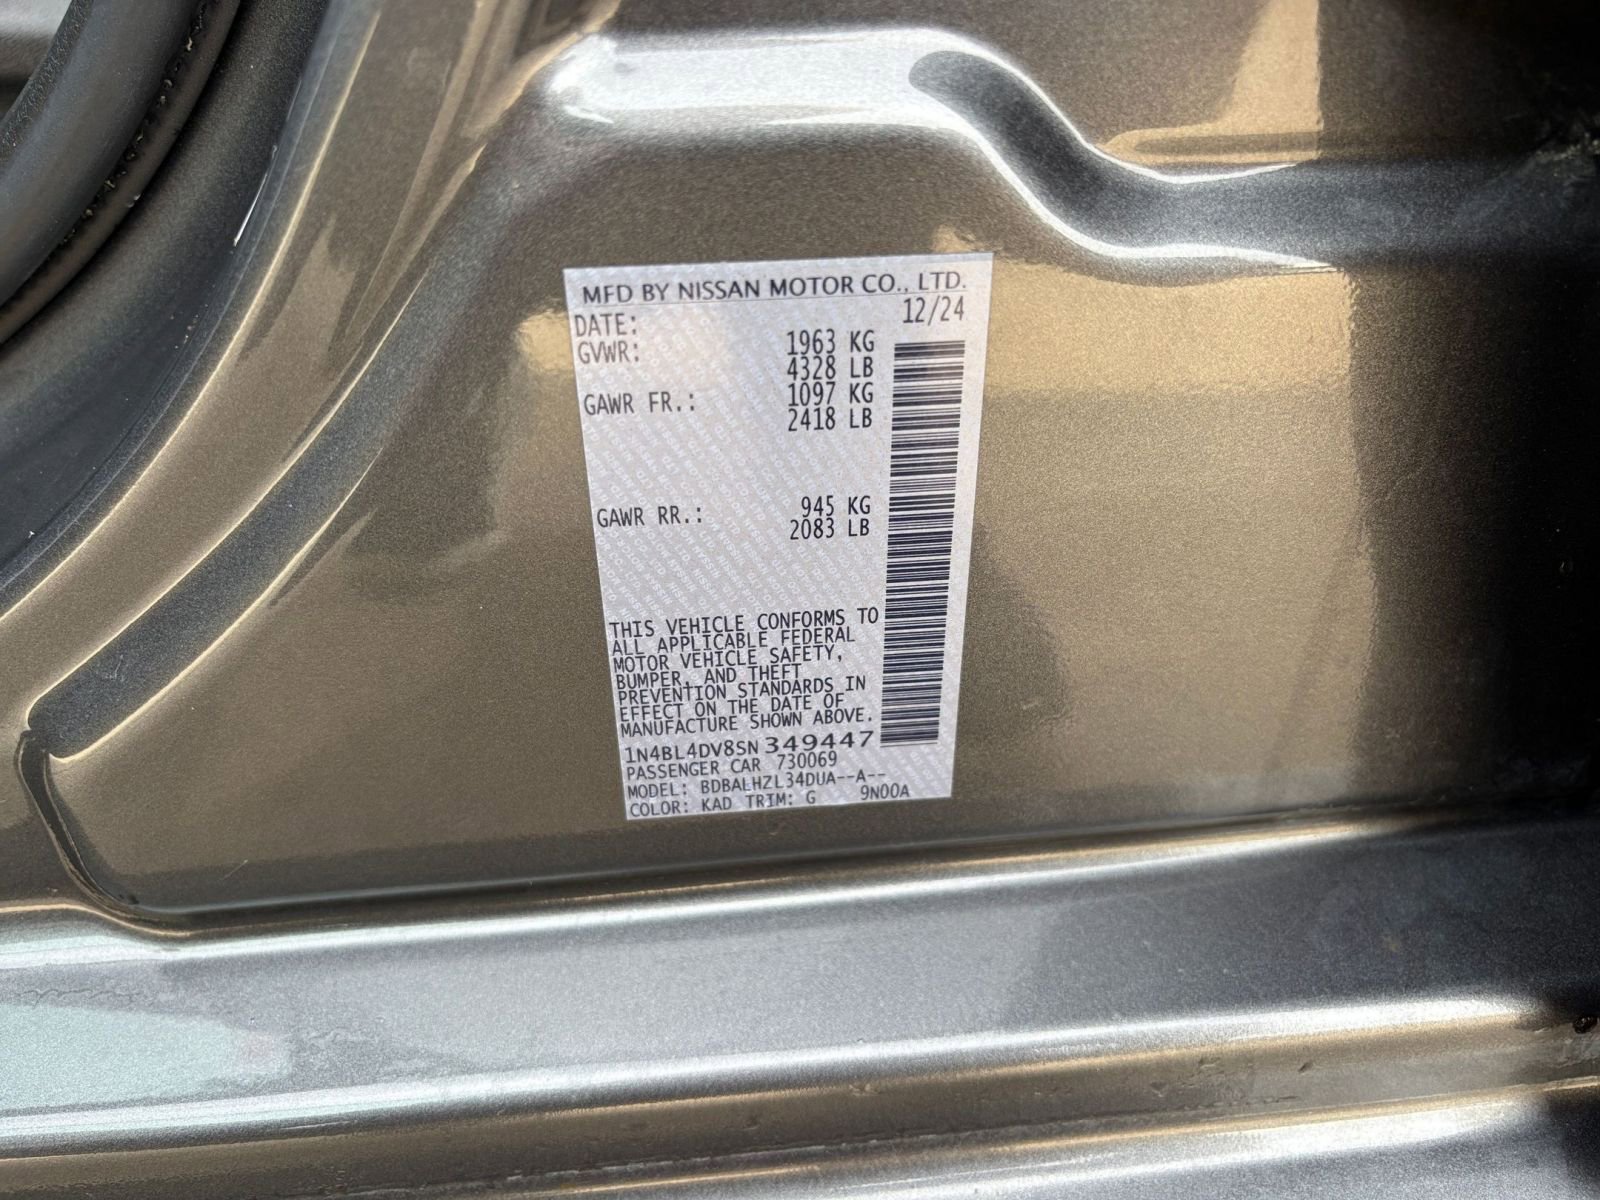 MFD BY NISSAN MOTOR CO., LTD.
DATE: 12/24
GVWR: 1963 KG
4328 LB
GAWR FR.: 1097 KG
2418 LB
GAWR RR.: 945 KG
2083 LB
THIS VEHICLE CONFORMS TO
ALL APPLICABLE FEDERAL
MOTOR VEHICLE SAFETY,
BUMPER, AND THEFT
PREVENTION STANDARDS IN
EFFECT ON THE DATE OF
MANUFACTURE SHOWN ABOVE.
1N4BL4DV8SN349447
PASSENGER CAR 730069
MODEL: BDBALHZL34DUA--A--
COLOR: KAD TRIM: G 9N00A